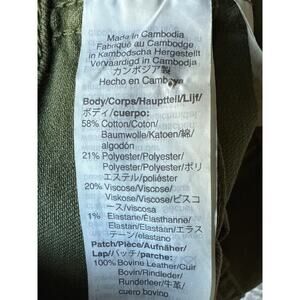 Made in Cambodia
Fabriqué au Cambodge
in Kambodscha Hergestellt
Vervaardigd in Cambodja
カンボジア製
Hecho en Camboya
Body/Corps/Hauptteil/Lijf/
ボディ/cuerpo:
58% Cotton/Coton/
Baumwolle/Katoen/綿/
algodón
21% Polyester/Polyester/
Polyester/Polyester/ポリ
エステル/poliéster
20% Viscose/Viscose/
Viskose/Viscose/ビスコ
ース/viscosa
1% Elastane/Élasthanne/
Elastan/Elastaan/エラス
テーン/elastano
Patch/Pièce/Aufnäher/
Lap/パッチ/parche:
100% Bovine Leather/Cuir
Bovin/Rindleder/
Runderleer/牛革/
cuero bovino